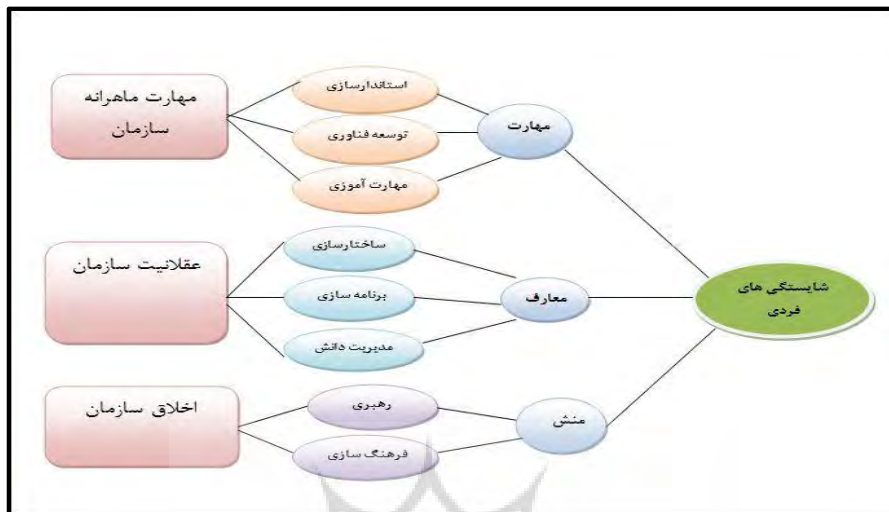 شایستگی های
فردی
مهارت
استاندارسازی
توسعه فناوری
مهارت آموزی
مهارت ماهرانه
سازمان
معارف
ساختارسازی
برنامه سازی
مدیریت دانش
عقلانیت سازمان
منش
رهبری
فرهنگ سازی
اخلاق سازمان